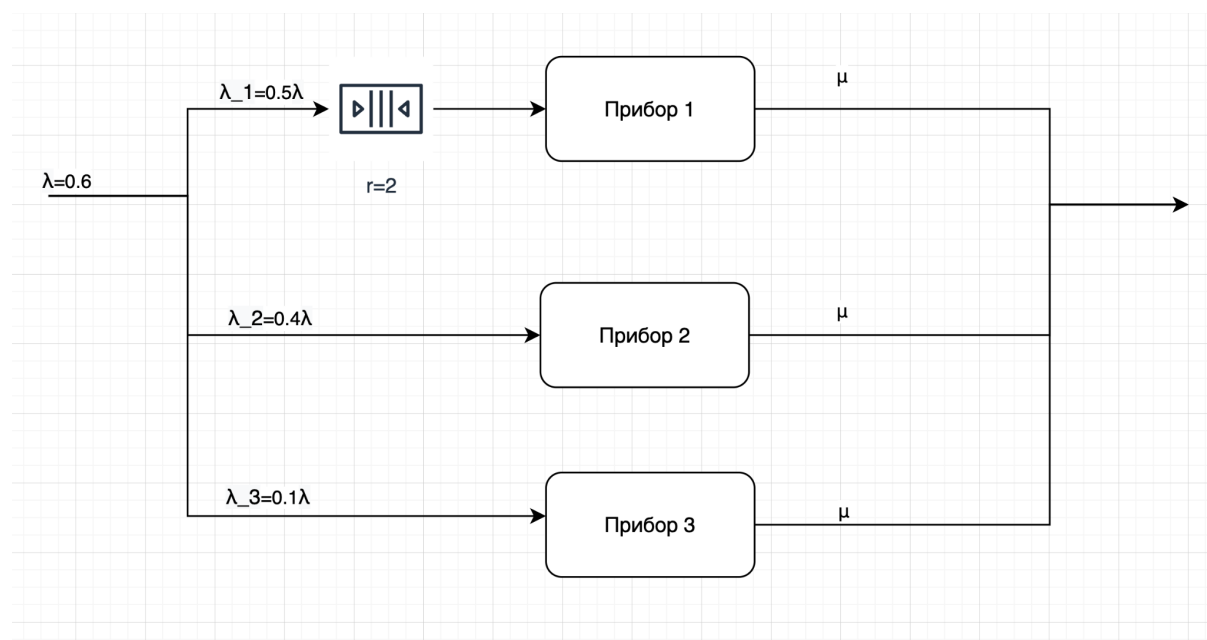 λ_1=0.5λ
Прибор 1
μ
λ=0.6
r=2
λ_2=0.4λ
Прибор 2
μ
λ_3=0.1λ
Прибор 3
μ